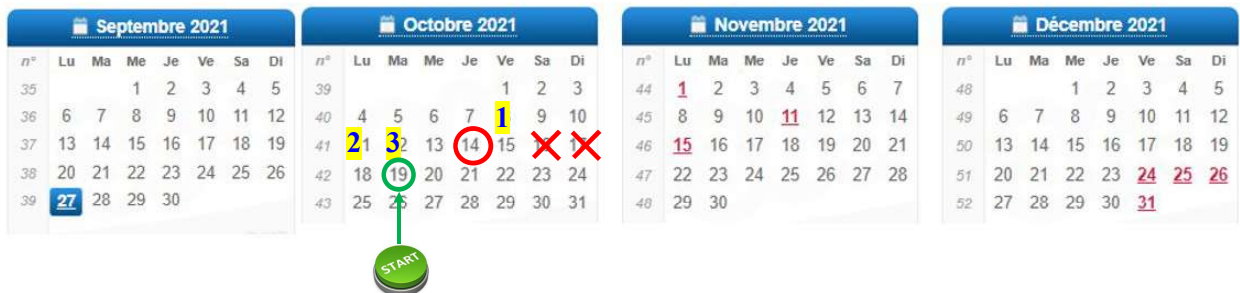 Septembre 2021
n° Lu Ma Me Je Ve Sa Di
35 1 2 3 4 5
36 6 7 8 9 10 11 12
37 13 14 15 16 17 18 19
38 20 21 22 23 24 25 26
39 27 28 29 30
Octobre 2021
n° Lu Ma Me Je Ve Sa Di
39 1 2 3
40 4 5 6 7 1 9 10
41 2 1 3 2 13 14 15
42 18 19 20 21 22 23 24
43 25 26 27 28 29 30 31
START
Novembre 2021
n° Lu Ma Me Je Ve Sa Di
44 1 2 3 4 5 6 7
45 8 9 10 11 12 13 14
46 15 16 17 18 19 20 21
47 22 23 24 25 26 27 28
48 29 30
Décembre 2021
n° Lu Ma Me Je Ve Sa Di
48 1 2 3 4 5
49 6 7 8 9 10 11 12
50 13 14 15 16 17 18 19
51 20 21 22 23 24 25 26
52 27 28 29 30 31